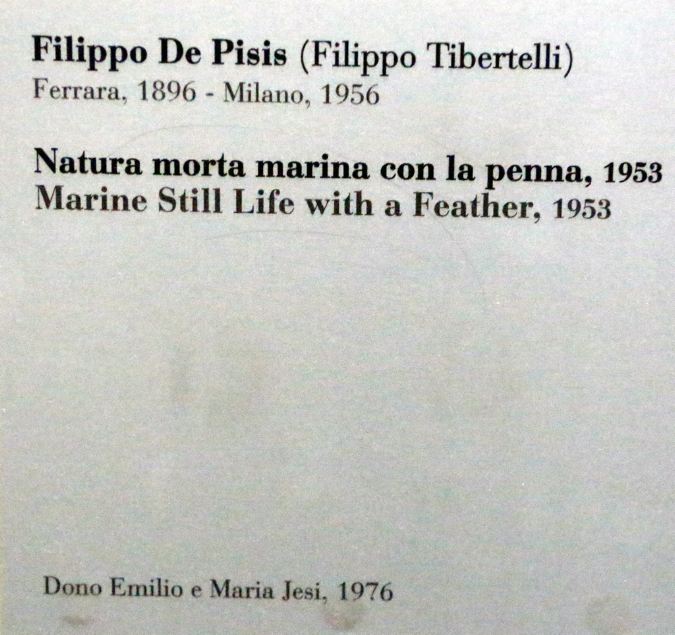 Filippo De Pisis (Filippo Tibertelli)
Ferrara, 1896 - Milano, 1956
Natura morta marina con la penna, 1953
Marine Still Life with a Feather, 1953
Dono Emilio e Maria Jesi, 1976